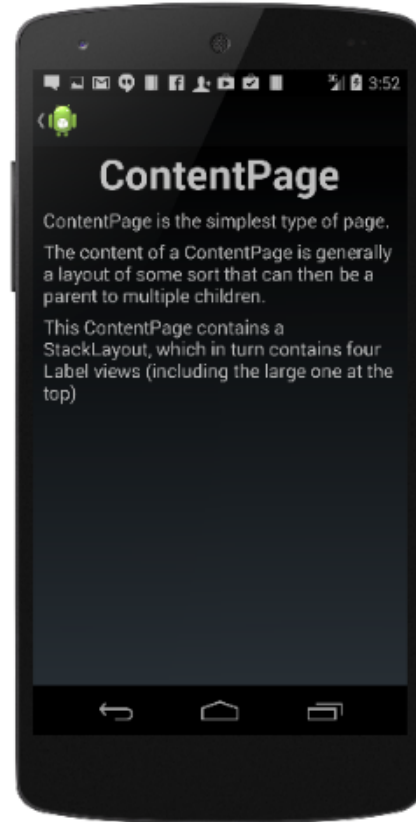 3:52
ContentPage
ContentPage is the simplest type of page.
The content of a ContentPage is generally
a layout of some sort that can then be a
parent to multiple children.
This ContentPage contains a
StackLayout, which in turn contains four
Label views (including the large one at the
top)